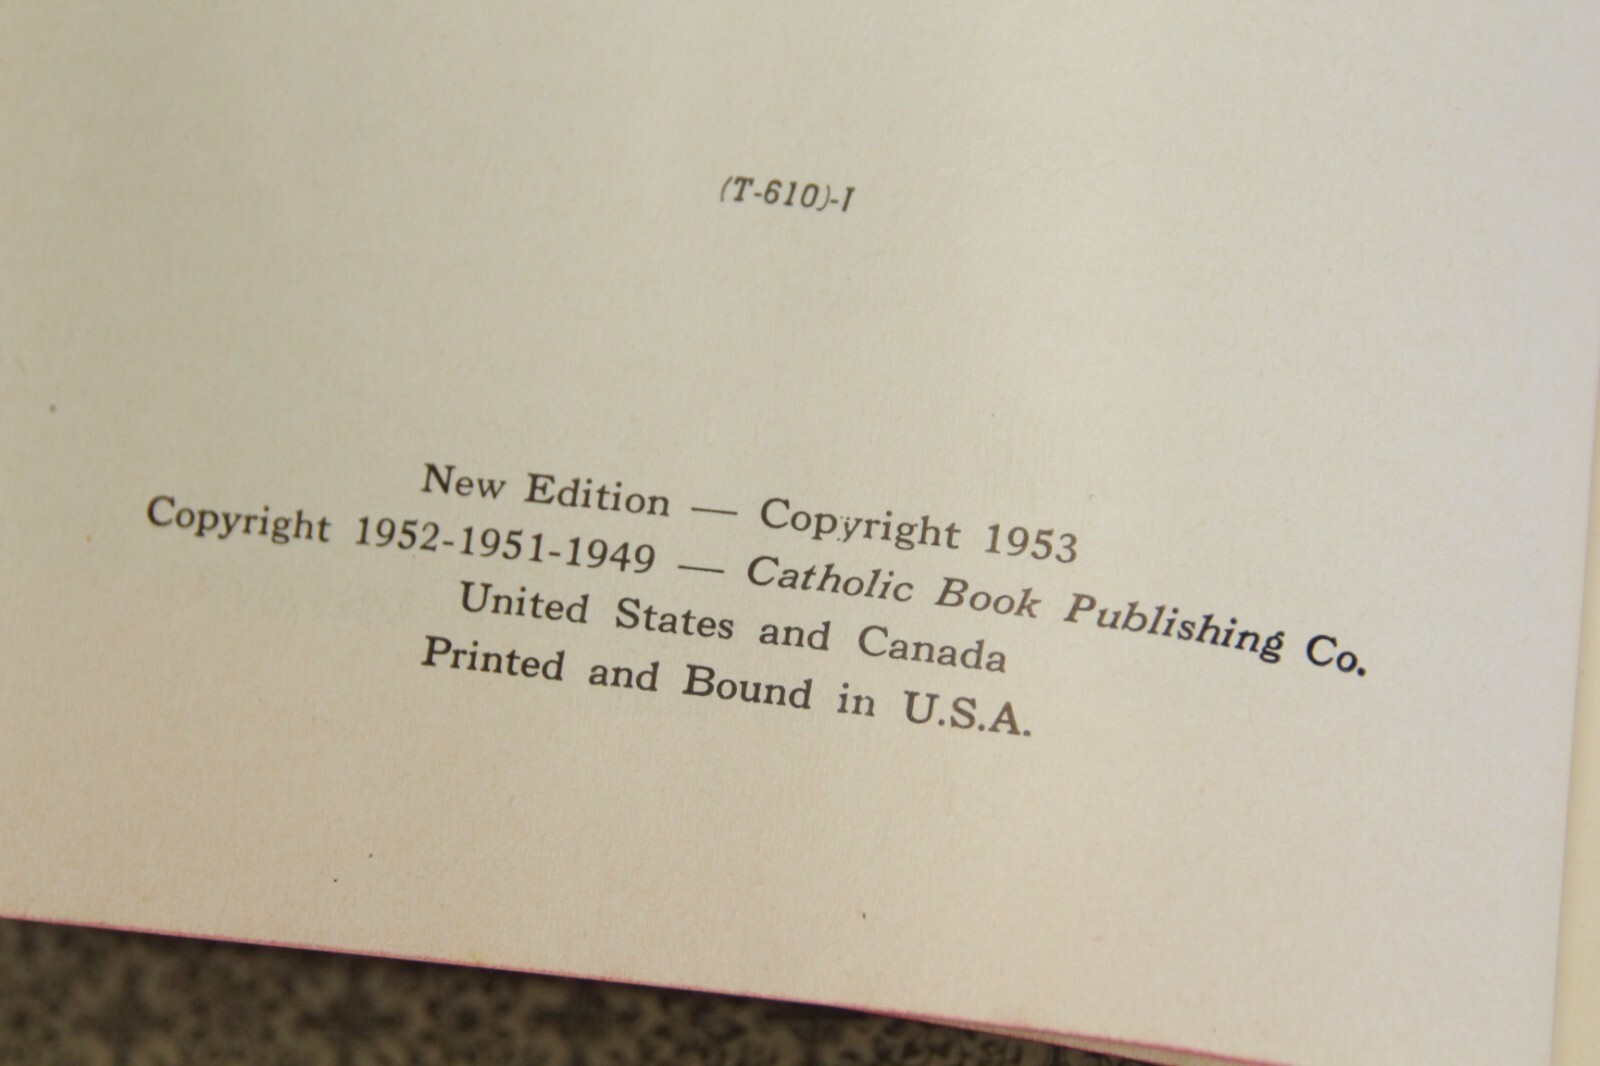 (T-610)-I
New Edition — Copyright 1953
Copyright 1952-1951-1949 — Catholic Book Publishing Co.
United States and Canada
Printed and Bound in U.S.A.